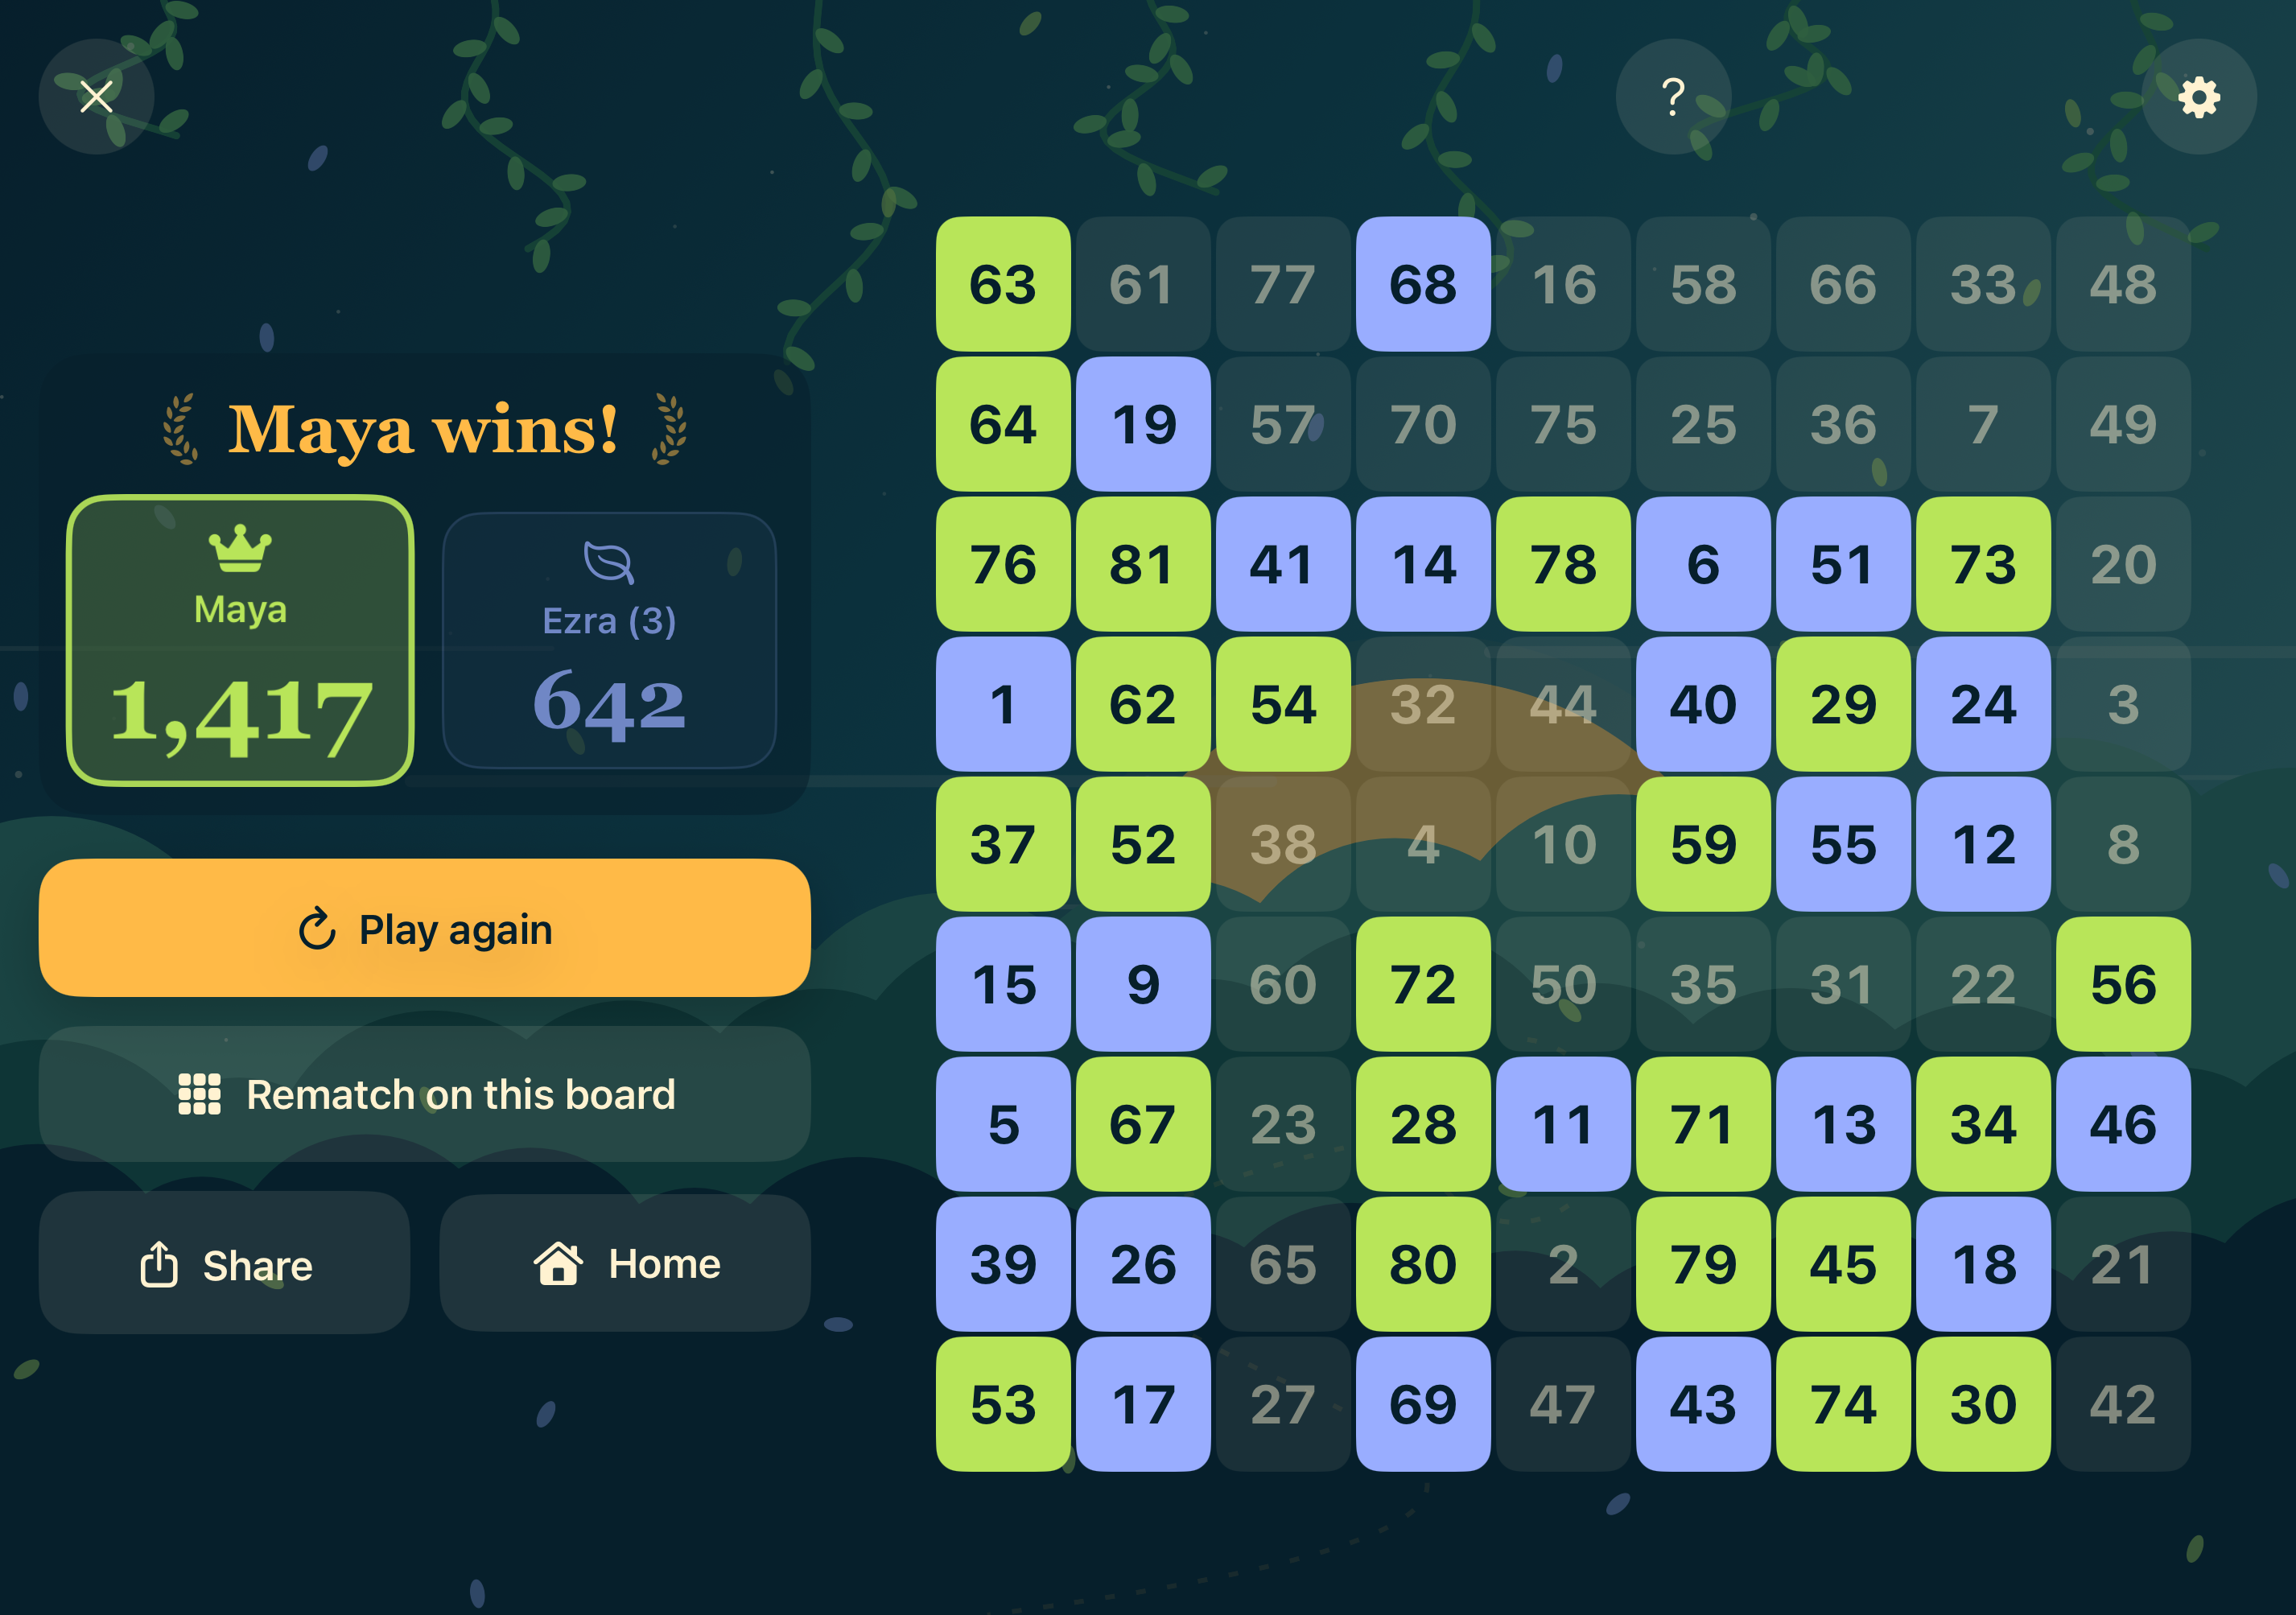 ?
Maya wins!
Maya
1,417
Ezra (3)
642
Play again
Rematch on this board
Share
Home
63 61 77 68 16 58 66 33 48
64 19 57 70 75 25 36 7 49
76 81 41 14 78 6 51 73 20
1 62 54 32 44 40 29 24 3
37 52 38 4 10 59 55 12 8
15 9 60 72 50 35 31 22 56
5 67 23 28 11 71 13 34 46
39 26 65 80 2 79 45 18 21
53 17 27 69 47 43 74 30 42